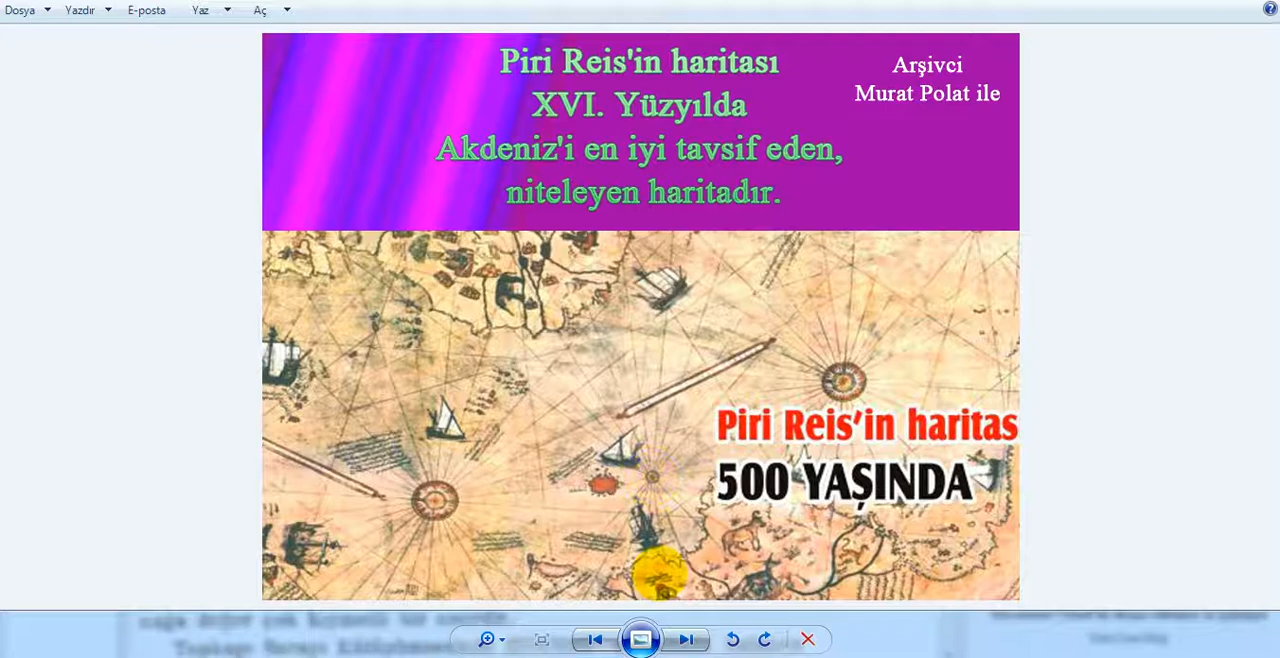 Dosya Yazdır E-posta Yaz Aç
Piri Reis'in haritası
XVI. Yüzyılda
Akdeniz'i en iyi tavsif eden,
niteleyen haritadır.
Arşivci
Murat Polat ile
Piri Reis'in haritas
500 YAŞINDA